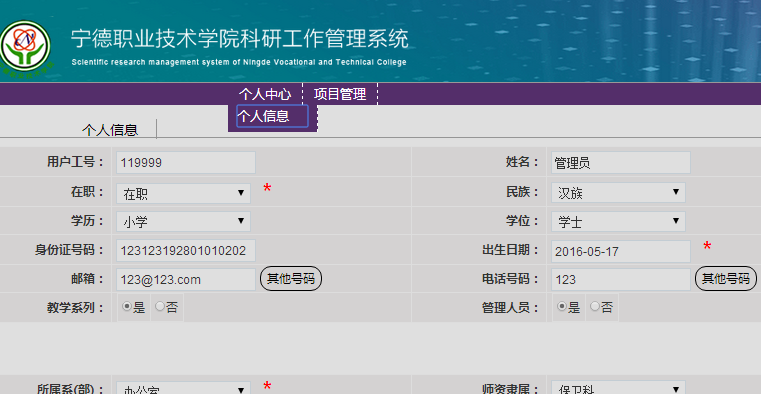 宁德职业技术学院科研工作管理系统
Scientific research management system of Ningde Vocational and Technical College
个人中心 项目管理
个人信息
个人信息
用户工号： 119999 姓名： 管理员
在职： 在职 * 民族： 汉族
学历： 小学 学位： 学士
身份证号码： 123123192801010202 出生日期： 2016-05-17 *
邮箱： 123@123.com 其他号码 电话号码： 123 其他号码
教学系列： 是 否 管理人员： 是 否
所属系(部)： 办公室 * 师资隶属： 保卫科